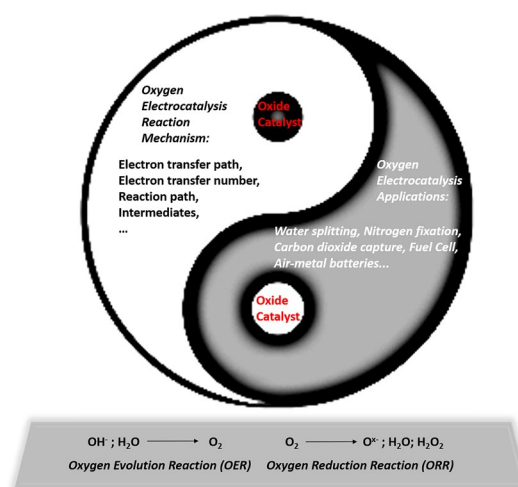 Oxygen
Electrocatalysis
Reaction
Mechanism:
Oxide
Catalyst
Electron transfer path,
Electron transfer number,
Reaction path,
Intermediates,
...
Oxygen
Electrocatalysis
Applications:
Water splitting, Nitrogen fixation,
Carbon dioxide capture, Fuel Cell,
Air-metal batteries...
Oxide
Catalyst
OH⁻ ; H₂O ⟶ O₂
O₂ ⟶ Oˣ⁻ ; H₂O; H₂O₂
Oxygen Evolution Reaction (OER)
Oxygen Reduction Reaction (ORR)